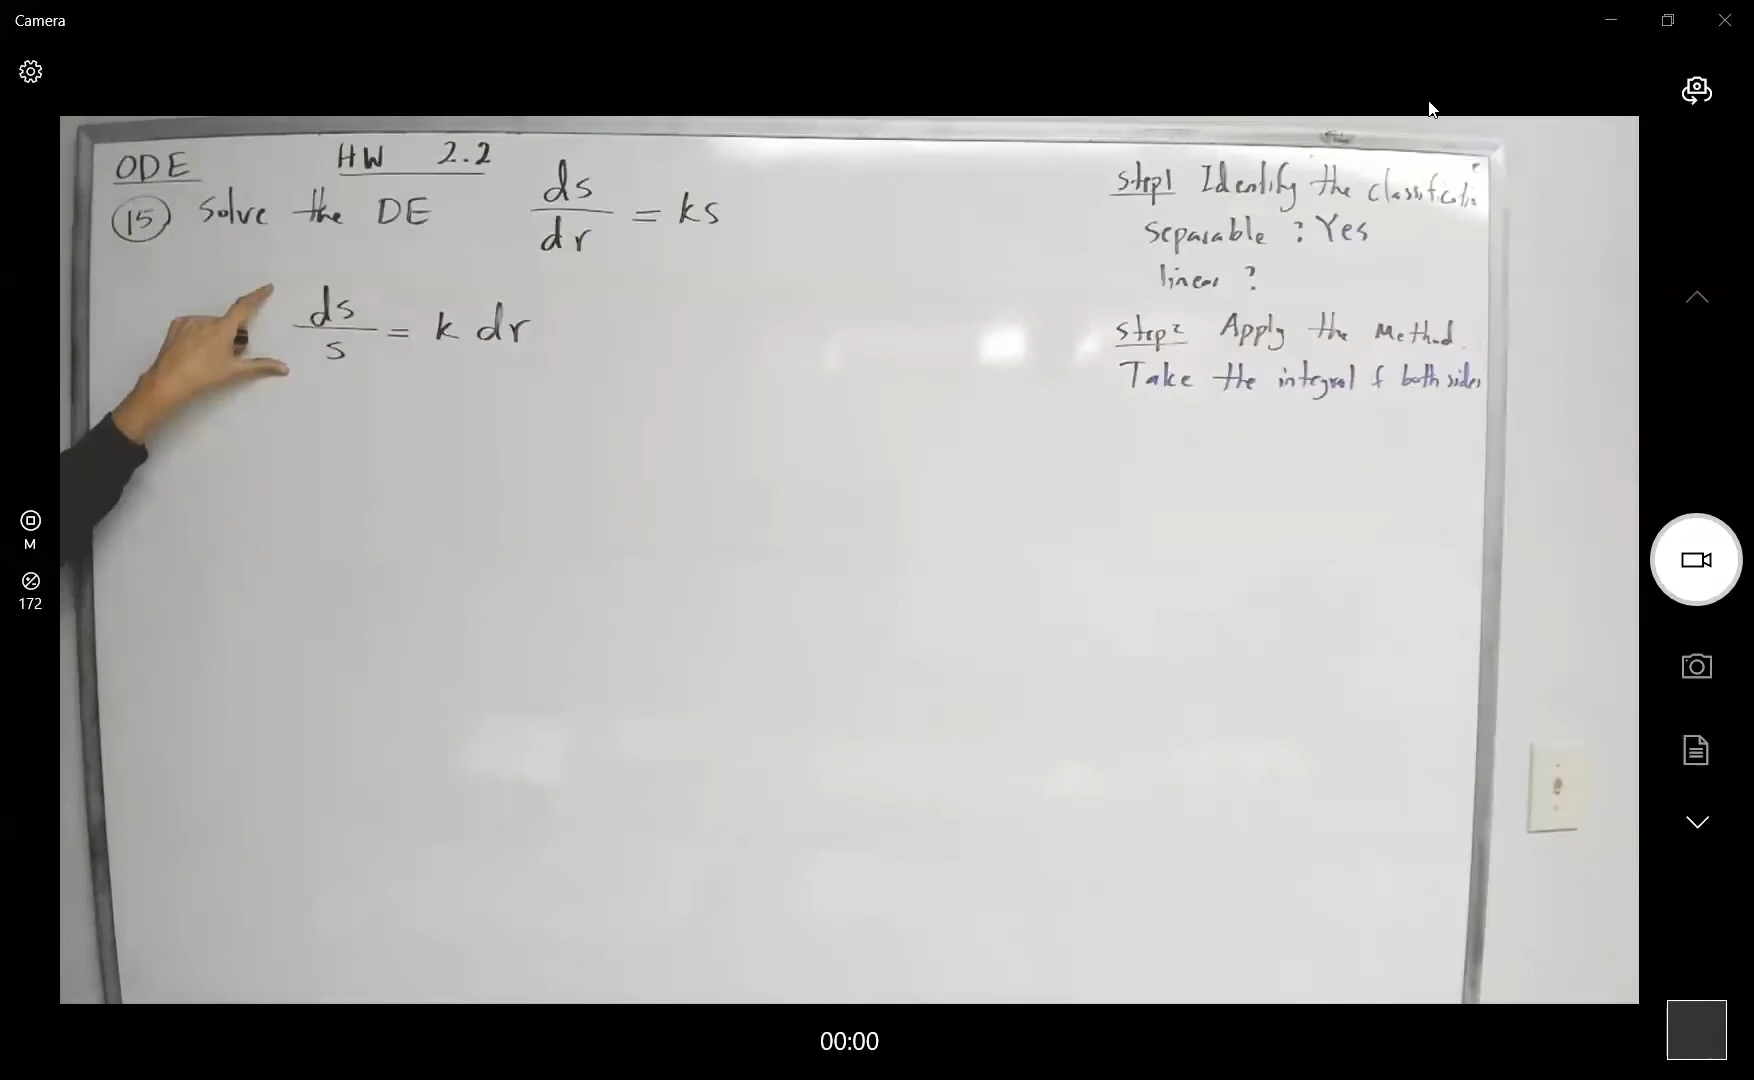 Camera
ODE HW 2.2
15 Solve the DE ds/dr = ks
ds/s = k dr
Step1 Identify the classificatio
Separable : Yes
linear ?
Step2 Apply the Method
Take the integral of both sides
M
172
00:00